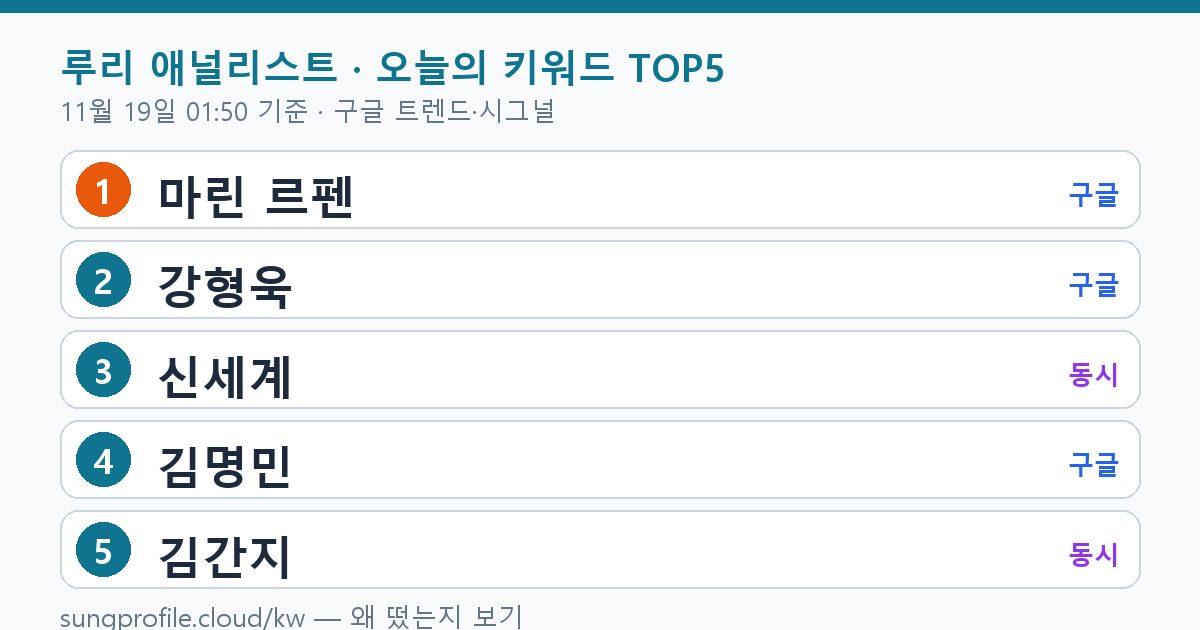 루리 애널리스트 · 오늘의 키워드 TOP5
11월 19일 01:50 기준 · 구글 트렌드·시그널
1 마린 르펜 구글
2 강형욱 구글
3 신세계 동시
4 김명민 구글
5 김간지 동시
sungprofile.cloud/kw — 왜 떴는지 보기